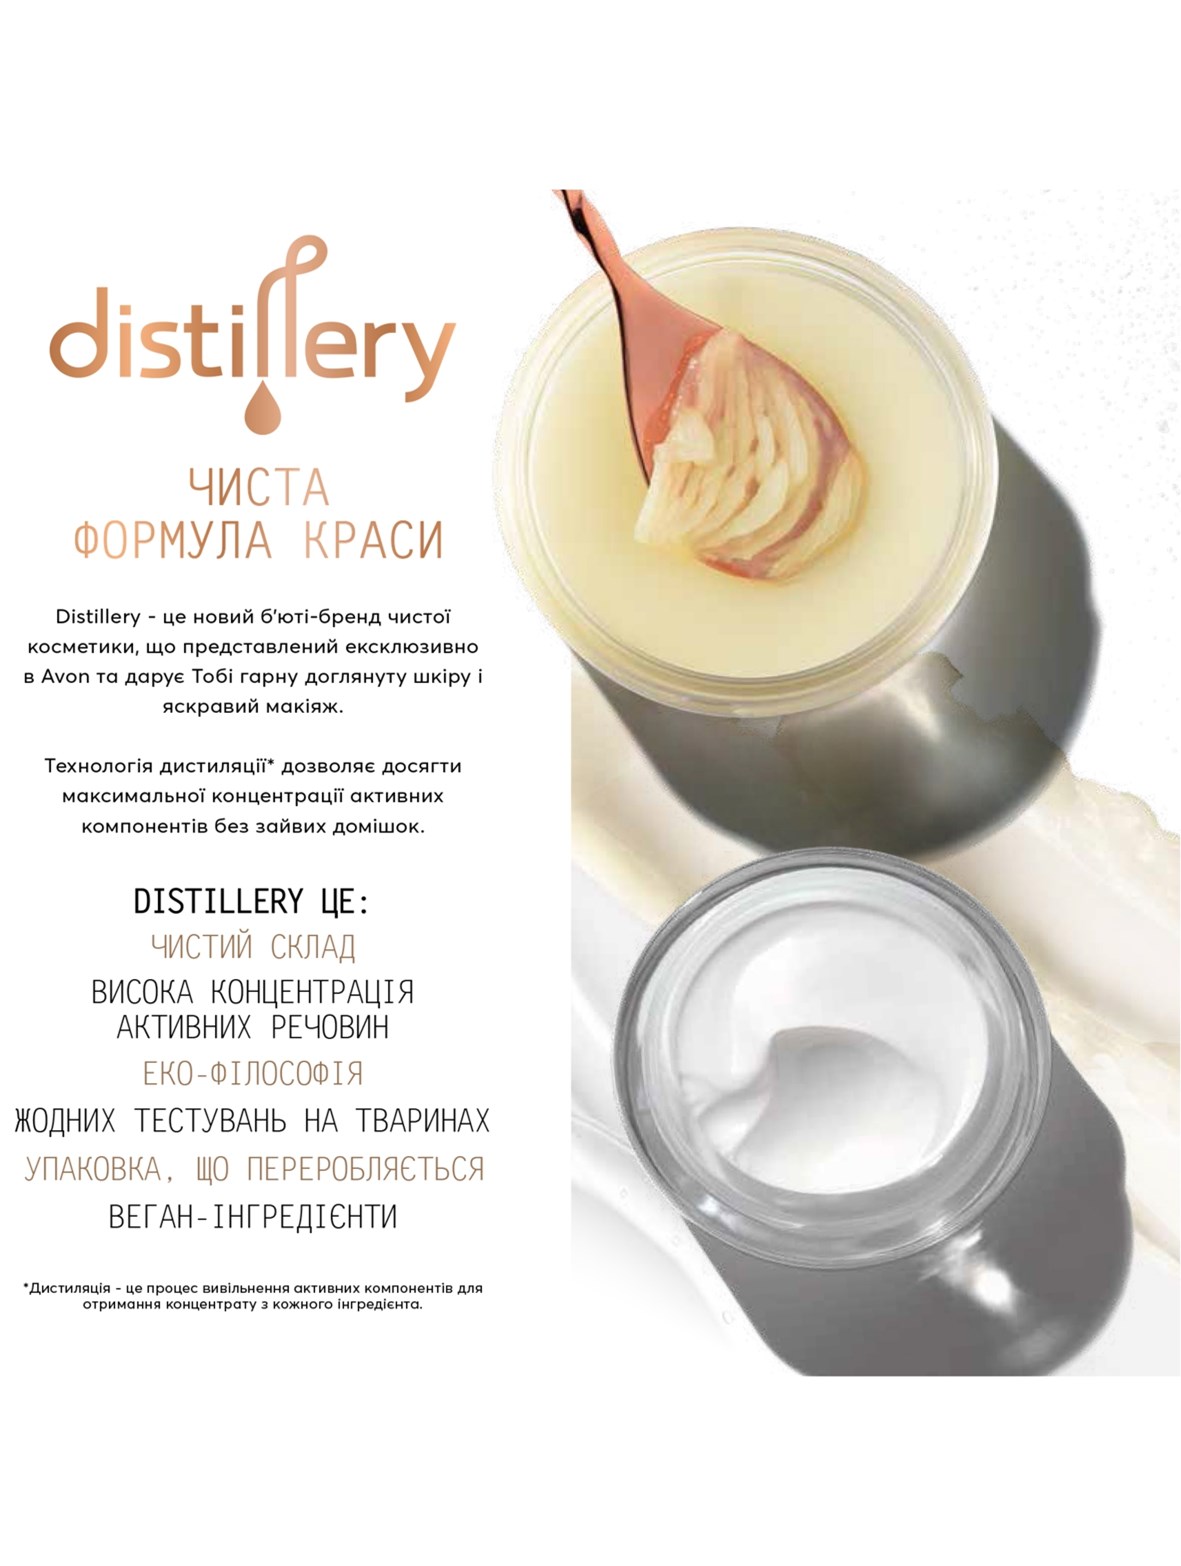 distillery
ЧИСТА
ФОРМУЛА КРАСИ
Distillery - це новий б'юті-бренд чистої
косметики, що представлений ексклюзивно
в Avon та дарує Тобі гарну доглянуту шкіру і
яскравий макіяж.
Технологія дистиляції* дозволяє досягти
максимальної концентрації активних
компонентів без зайвих домішок.
DISTILLERY ЦЕ:
ЧИСТИЙ СКЛАД
ВИСОКА КОНЦЕНТРАЦІЯ
АКТИВНИХ РЕЧОВИН
ЕКО-ФІЛОСОФІЯ
ЖОДНИХ ТЕСТУВАНЬ НА ТВАРИНАХ
УПАКОВКА, ЩО ПЕРЕРОБЛЯЄТЬСЯ
ВЕГАН-ІНГРЕДІЄНТИ
*Дистиляція - це процес вивільнення активних компонентів для
отримання концентрату з кожного інгредієнта.